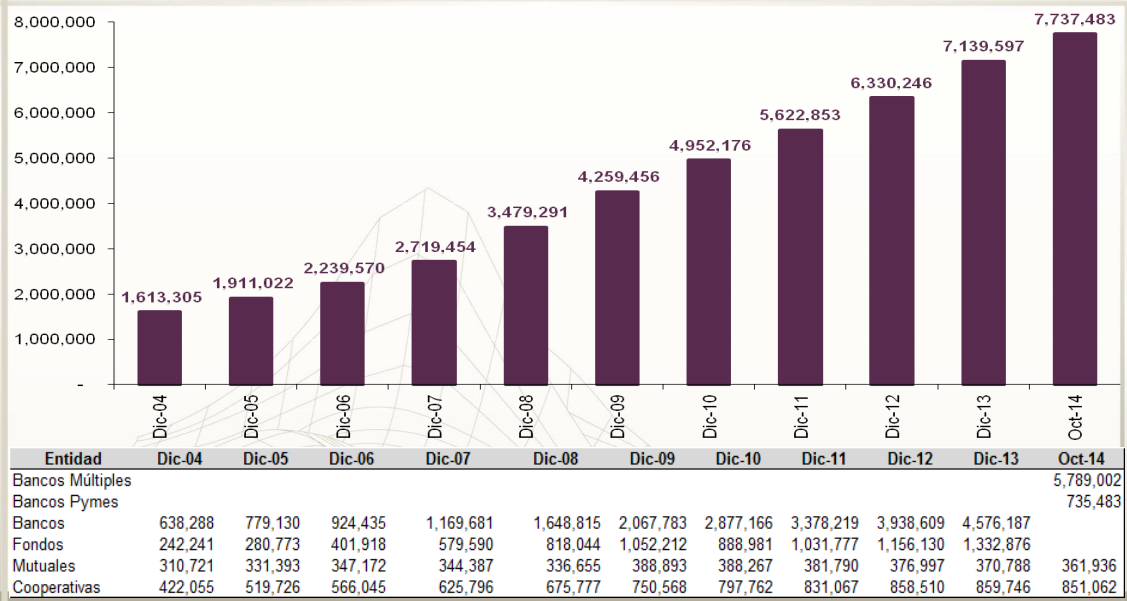 8,000,000
7,000,000
6,000,000
5,000,000
4,000,000
3,000,000
2,000,000
1,000,000
-
1,613,305
1,911,022
2,239,570
2,719,454
3,479,291
4,259,456
4,952,176
5,622,853
6,330,246
7,139,597
7,737,483
Dic-04
Dic-05
Dic-06
Dic-07
Dic-08
Dic-09
Dic-10
Dic-11
Dic-12
Dic-13
Oct-14
Entidad Dic-04 Dic-05 Dic-06 Dic-07 Dic-08 Dic-09 Dic-10 Dic-11 Dic-12 Dic-13 Oct-14
Bancos Múltiples 5,789,002
Bancos Pymes 735,483
Bancos 638,288 779,130 924,435 1,169,681 1,648,815 2,067,783 2,877,166 3,378,219 3,938,609 4,576,187
Fondos 242,241 280,773 401,918 579,590 818,044 1,052,212 888,981 1,031,777 1,156,130 1,332,876
Mutuales 310,721 331,393 347,172 344,387 336,655 388,893 388,267 381,790 376,997 370,788 361,936
Cooperativas 422,055 519,726 566,045 625,796 675,777 750,568 797,762 831,067 858,510 859,746 851,062